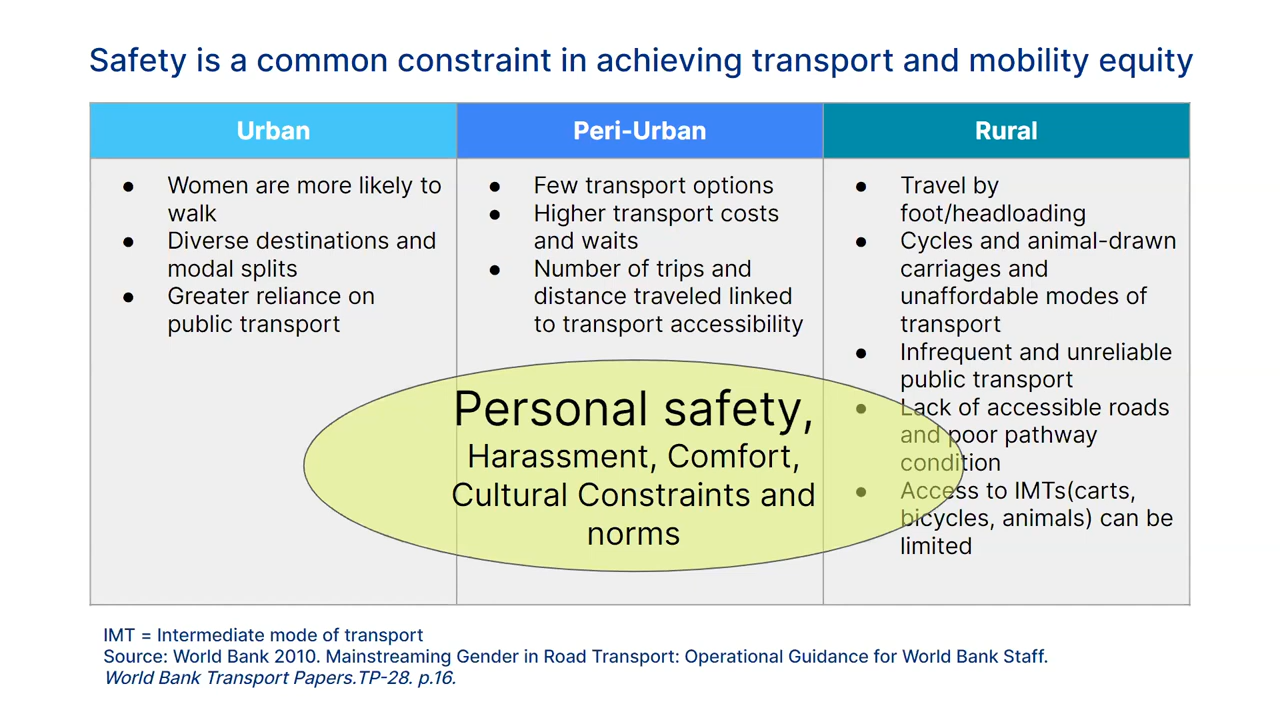 Safety is a common constraint in achieving transport and mobility equity
Urban
Peri-Urban
Rural
● Women are more likely to
walk
● Diverse destinations and
modal splits
● Greater reliance on
public transport
● Few transport options
● Higher transport costs
and waits
● Number of trips and
distance traveled linked
to transport accessibility
● Travel by
foot/headloading
● Cycles and animal-drawn
carriages and
unaffordable modes of
transport
● Infrequent and unreliable
public transport
● Lack of accessible roads
and poor pathway
condition
● Access to IMTs(carts,
bicycles, animals) can be
limited
Personal safety,
Harassment, Comfort,
Cultural Constraints and
norms
IMT = Intermediate mode of transport
Source: World Bank 2010. Mainstreaming Gender in Road Transport: Operational Guidance for World Bank Staff.
World Bank Transport Papers.TP-28. p.16.